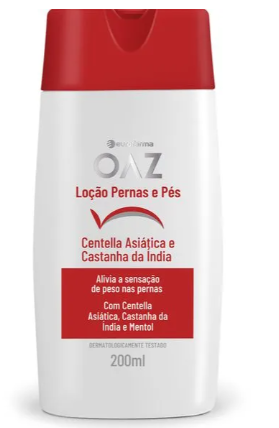 OAZ
Loção Pernas e Pés
Centella Asiática e
Castanha da Índia
Alivia a sensação
de peso nas pernas
Com Centella
Asiática, Castanha da
Índia e Mentol
DERMATOLOGICAMENTE TESTADO
200ml